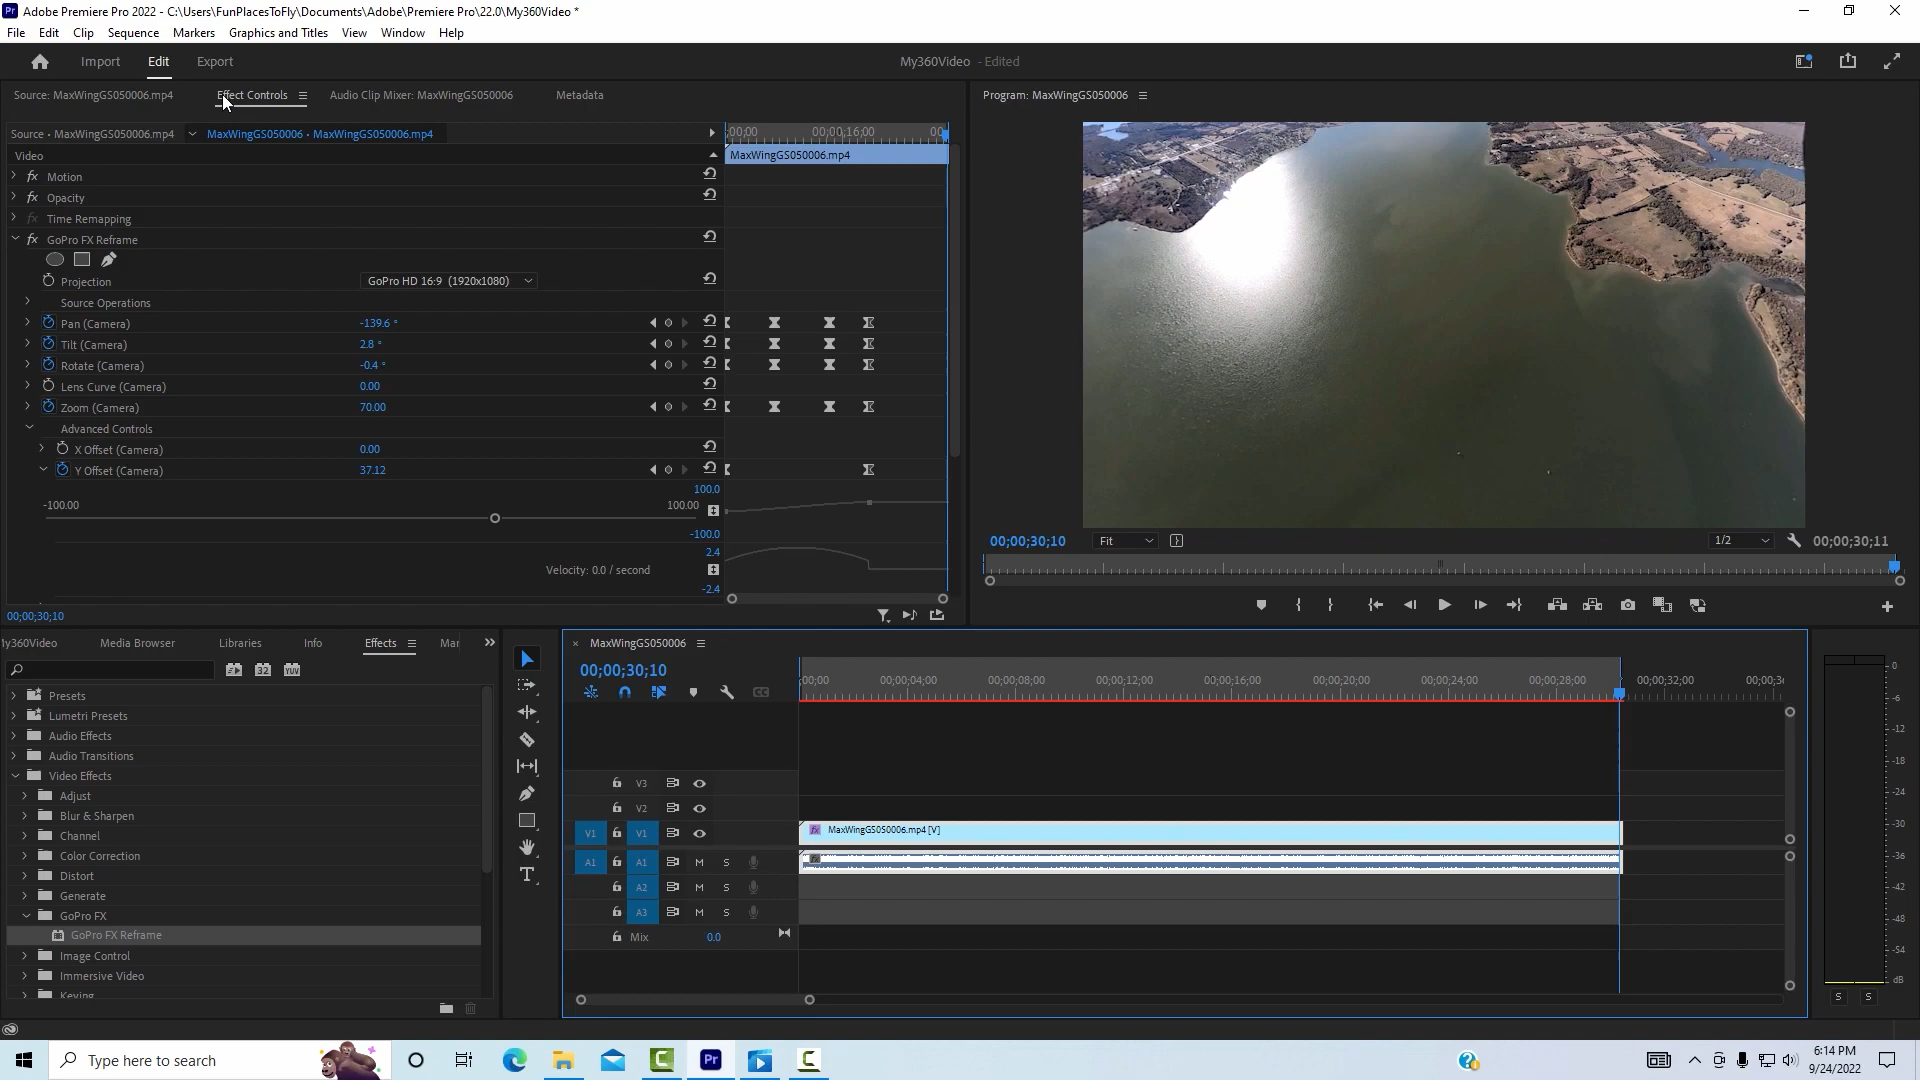 Adobe Premiere Pro 2022 - C:\Users\FunPlacesToFly\Documents\Adobe\Premiere Pro\22.0\My360Video *
File Edit Clip Sequence Markers Graphics and Titles View Window Help
Import Edit Export
My360Video - Edited
Source: MaxWingGS050006.mp4
Effect Controls
Audio Clip Mixer: MaxWingGS050006
Metadata
Program: MaxWingGS050006
Source • MaxWingGS050006.mp4
MaxWingGS050006 • MaxWingGS050006.mp4
;00;00 00;00;16;00 00;
Video
MaxWingGS050006.mp4
fx Motion
fx Opacity
fx Time Remapping
fx GoPro FX Reframe
Projection GoPro HD 16:9 (1920x1080)
Source Operations
Pan (Camera) -139.6 °
Tilt (Camera) 2.8 °
Rotate (Camera) -0.4 °
Lens Curve (Camera) 0.00
Zoom (Camera) 70.00
Advanced Controls
X Offset (Camera) 0.00
Y Offset (Camera) 37.12
100.0
-100.00 100.00
-100.0
2.4
Velocity: 0.0 / second
-2.4
00;00;30;10
00;00;30;10 Fit 1/2 00;00;30;11
My360Video Media Browser Libraries Info Effects Mar
32 YUV
Presets
Lumetri Presets
Audio Effects
Audio Transitions
Video Effects
Adjust
Blur & Sharpen
Channel
Color Correction
Distort
Generate
GoPro FX
GoPro FX Reframe
Image Control
Immersive Video
Keying
T
× MaxWingGS050006
00;00;30;10
CC
;00;00 00;00;04;00 00;00;08;00 00;00;12;00 00;00;16;00 00;00;20;00 00;00;24;00 00;00;28;00 00;00;32;00 00;00;3
V3
V2
V1 V1 fx MaxWingGS050006.mp4 [V]
A1 A1 M S fx
A2 M S
A3 M S
Mix 0.0
0
-6
-12
-18
-24
-30
-36
-42
-48
-54
dB
S S
Type here to search
Pr
6:14 PM
9/24/2022